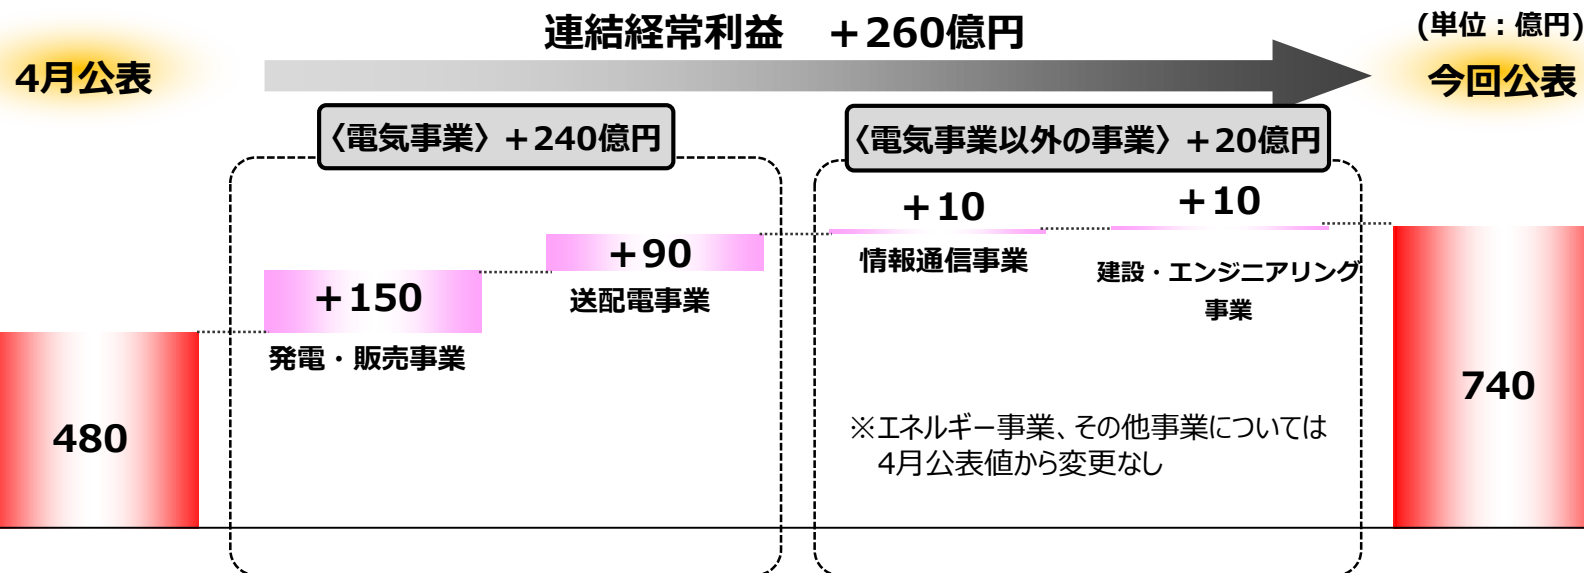 連結経常利益　+260億円
(単位：億円)
4月公表
今回公表
〈電気事業〉+240億円
〈電気事業以外の事業〉+20億円
+150
発電・販売事業
+90
送配電事業
+10
情報通信事業
+10
建設・エンジニアリング
事業
480
740
※エネルギー事業、その他事業については
4月公表値から変更なし